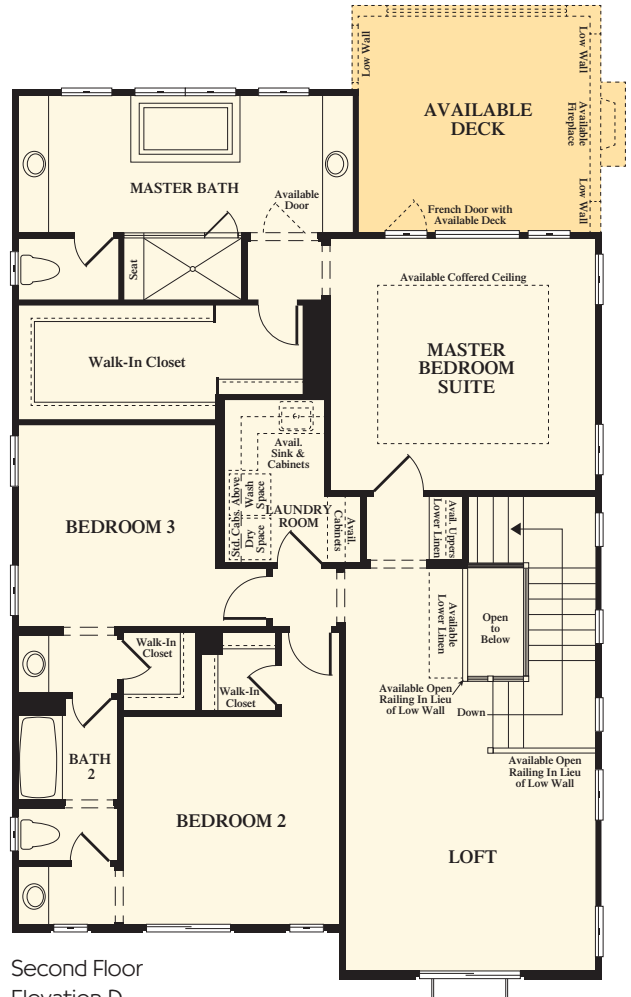 Low Wall
Low Wall
AVAILABLE
DECK
Available
Fireplace
Low Wall
MASTER BATH
Available
Door
French Door with
Available Deck
Seat
Available Coffered Ceiling
Walk-In Closet
MASTER
BEDROOM
SUITE
Avail.
Sink &
Cabinets
Std. Cabs. Above
Wash
Space
Dry
Space
LAUNDRY
ROOM
Avail.
Cabinets
Avail. Uppers
Lower Linen
BEDROOM 3
Available
Lower Linen
Open
to
Below
Walk-In
Closet
Walk-In
Closet
Available Open
Railing In Lieu
of Low Wall
Down
BATH
2
Available Open
Railing In Lieu
of Low Wall
BEDROOM 2
LOFT
Second Floor
Elevation D